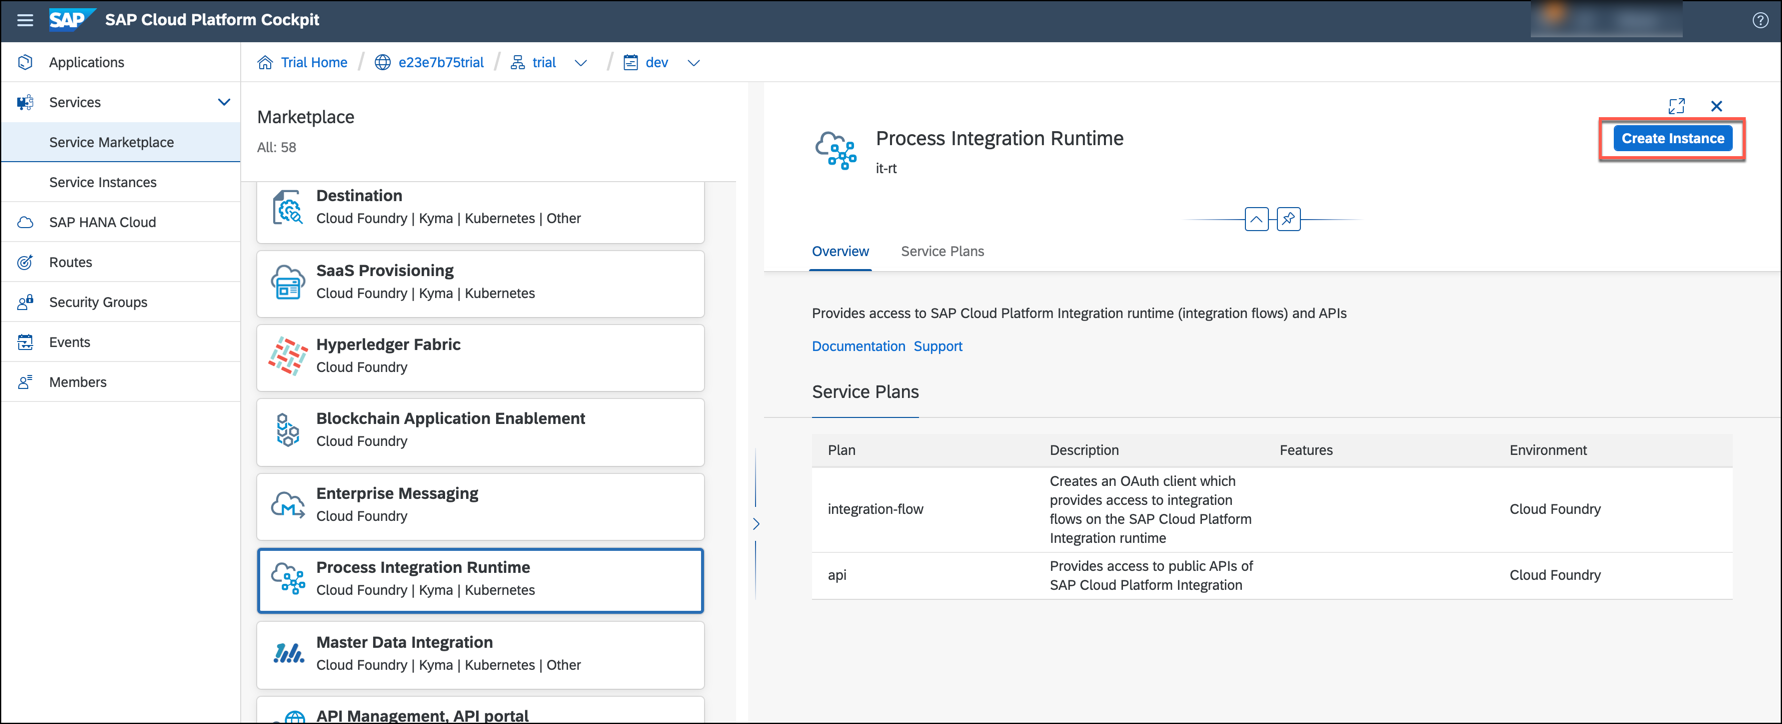 SAP SAP Cloud Platform Cockpit
Applications
Services
Service Marketplace
Service Instances
SAP HANA Cloud
Routes
Security Groups
Events
Members
Trial Home / e23e7b75trial / trial / dev
Marketplace
All: 58
Destination
Cloud Foundry | Kyma | Kubernetes | Other
SaaS Provisioning
Cloud Foundry | Kyma | Kubernetes
Hyperledger Fabric
Cloud Foundry
Blockchain Application Enablement
Cloud Foundry
Enterprise Messaging
Cloud Foundry
Process Integration Runtime
Cloud Foundry | Kyma | Kubernetes
Master Data Integration
Cloud Foundry | Kyma | Kubernetes | Other
API Management, API portal
Process Integration Runtime
it-rt
Create Instance
Overview Service Plans
Provides access to SAP Cloud Platform Integration runtime (integration flows) and APIs
Documentation Support
Service Plans
Plan Description Features Environment
integration-flow
Creates an OAuth client which
provides access to integration
flows on the SAP Cloud Platform
Integration runtime
Cloud Foundry
api
Provides access to public APIs of
SAP Cloud Platform Integration
Cloud Foundry